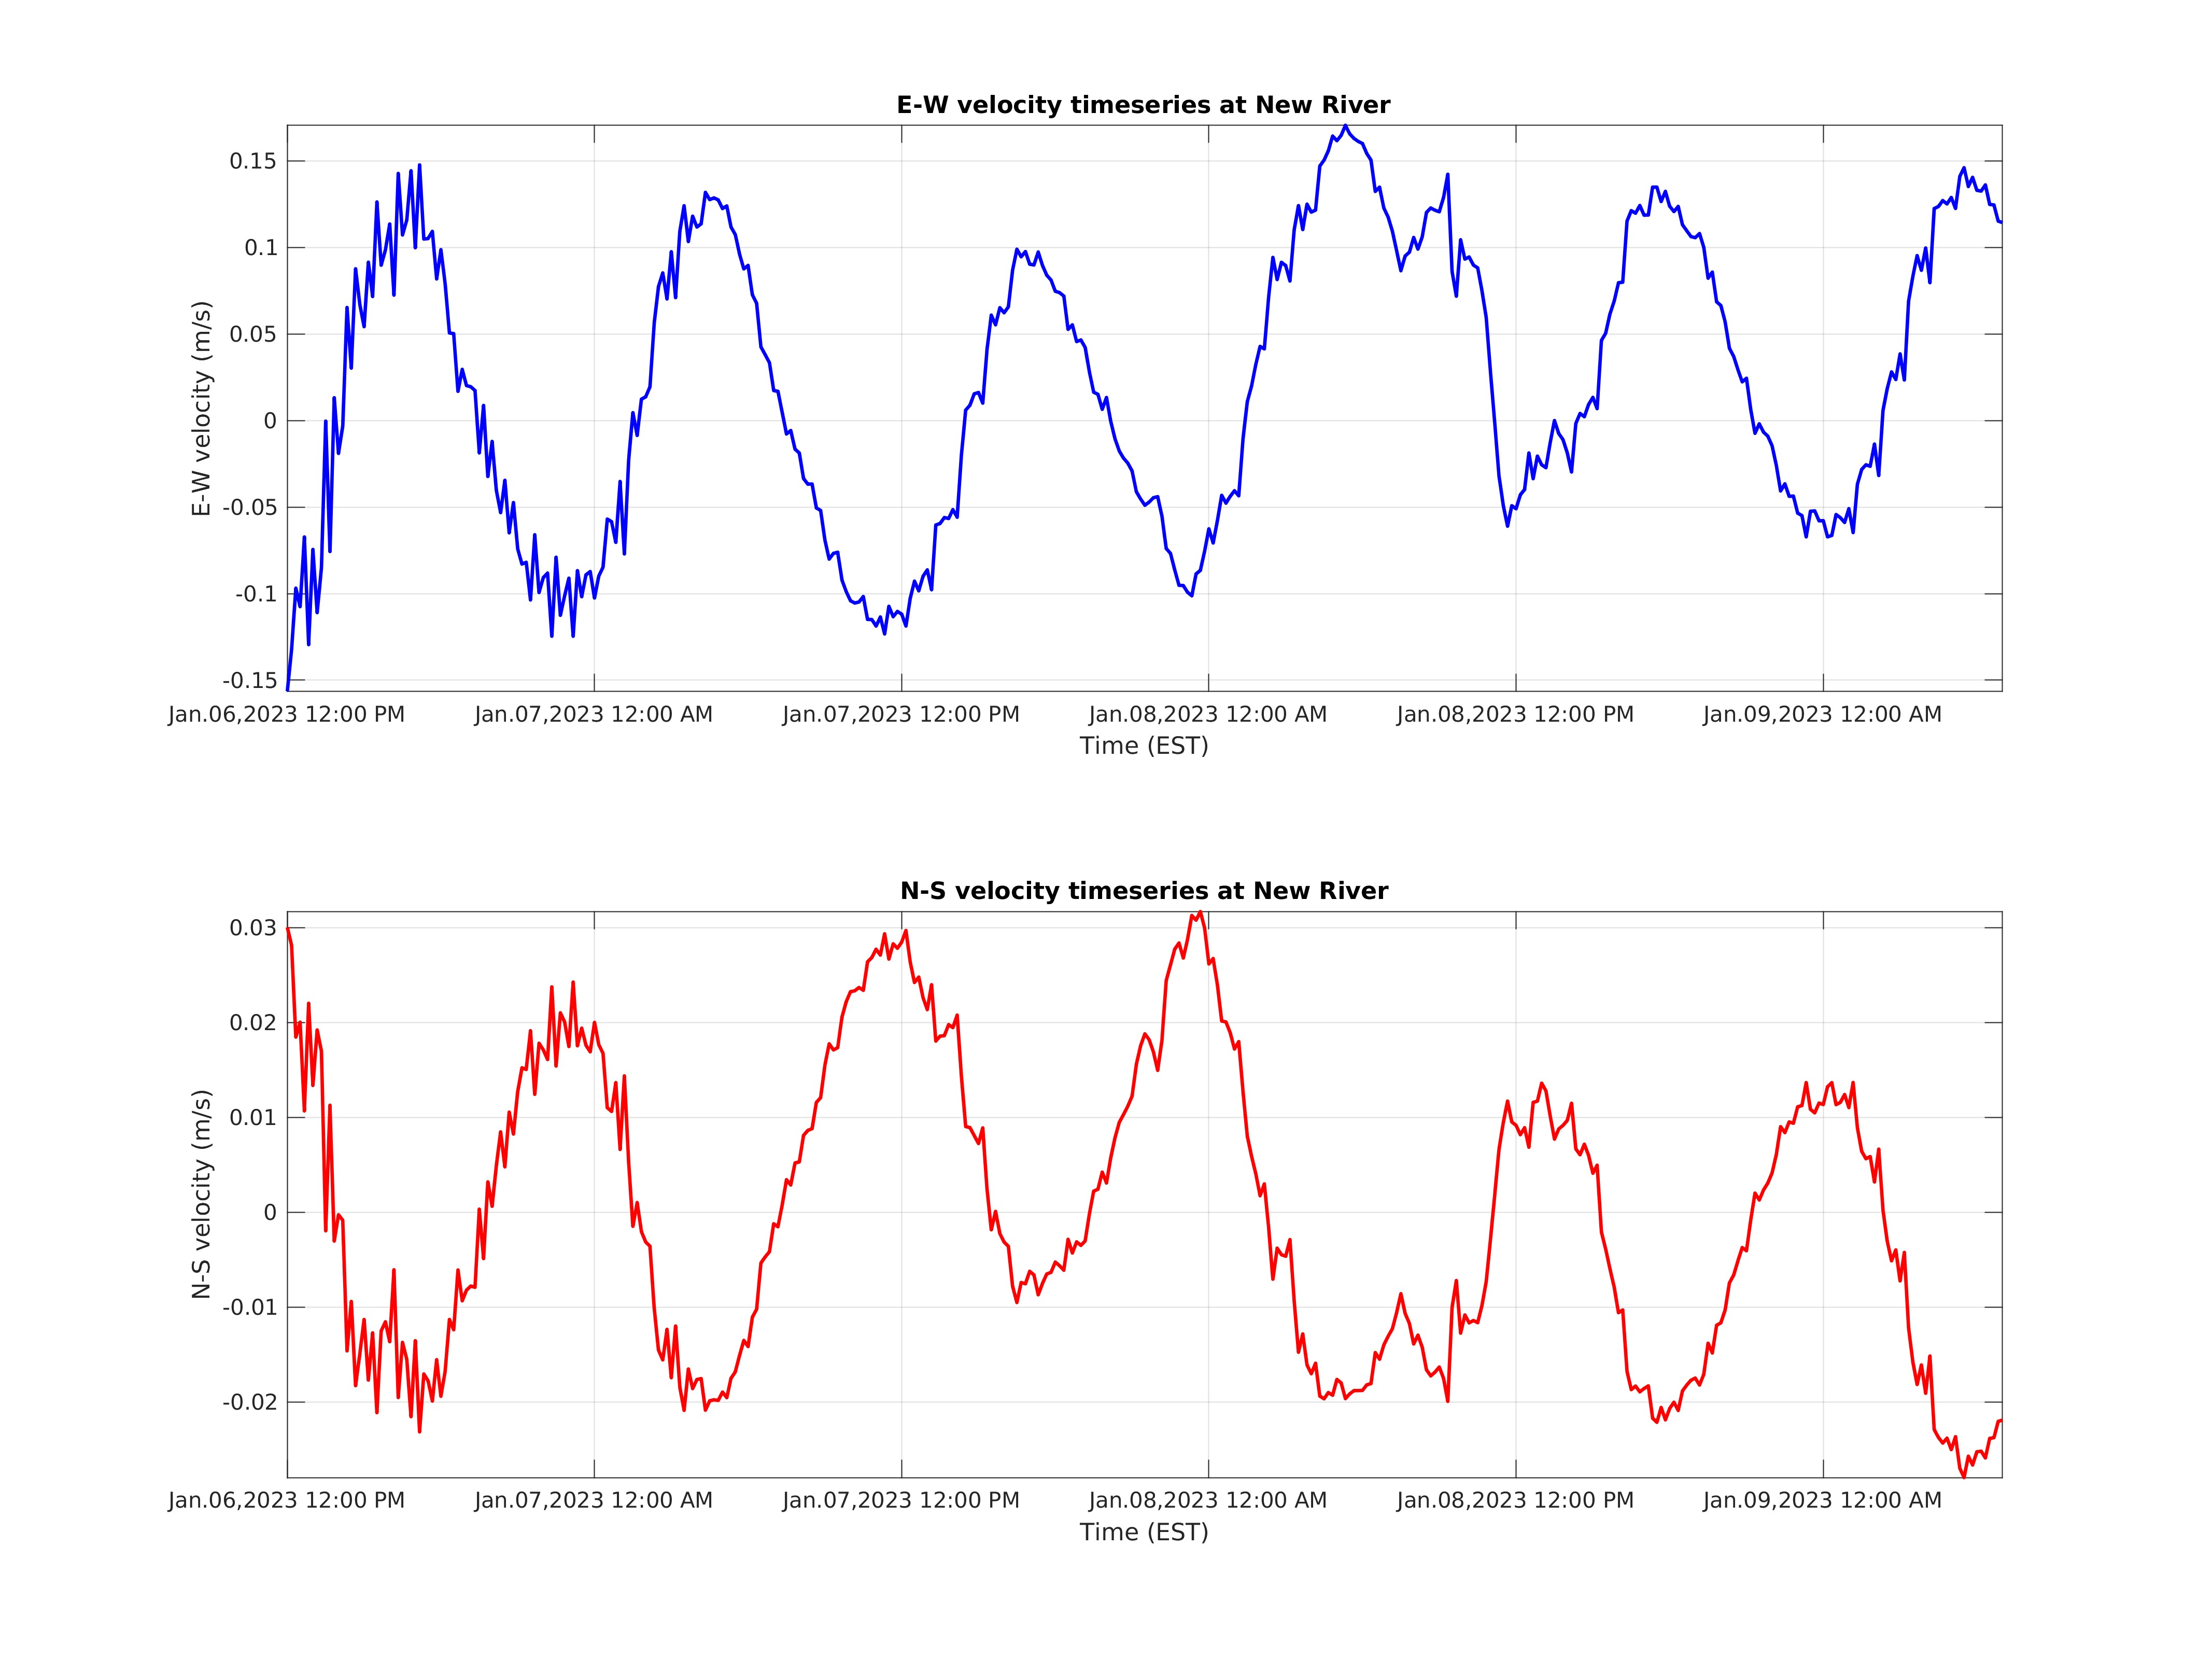 E-W velocity timeseries at New River
0.15
0.1
0.05
0
-0.05
-0.1
-0.15
E-W velocity (m/s)
Jan.06,2023 12:00 PM Jan.07,2023 12:00 AM Jan.07,2023 12:00 PM Jan.08,2023 12:00 AM Jan.08,2023 12:00 PM Jan.09,2023 12:00 AM
Time (EST)
N-S velocity timeseries at New River
0.03
0.02
0.01
0
-0.01
-0.02
N-S velocity (m/s)
Jan.06,2023 12:00 PM Jan.07,2023 12:00 AM Jan.07,2023 12:00 PM Jan.08,2023 12:00 AM Jan.08,2023 12:00 PM Jan.09,2023 12:00 AM
Time (EST)